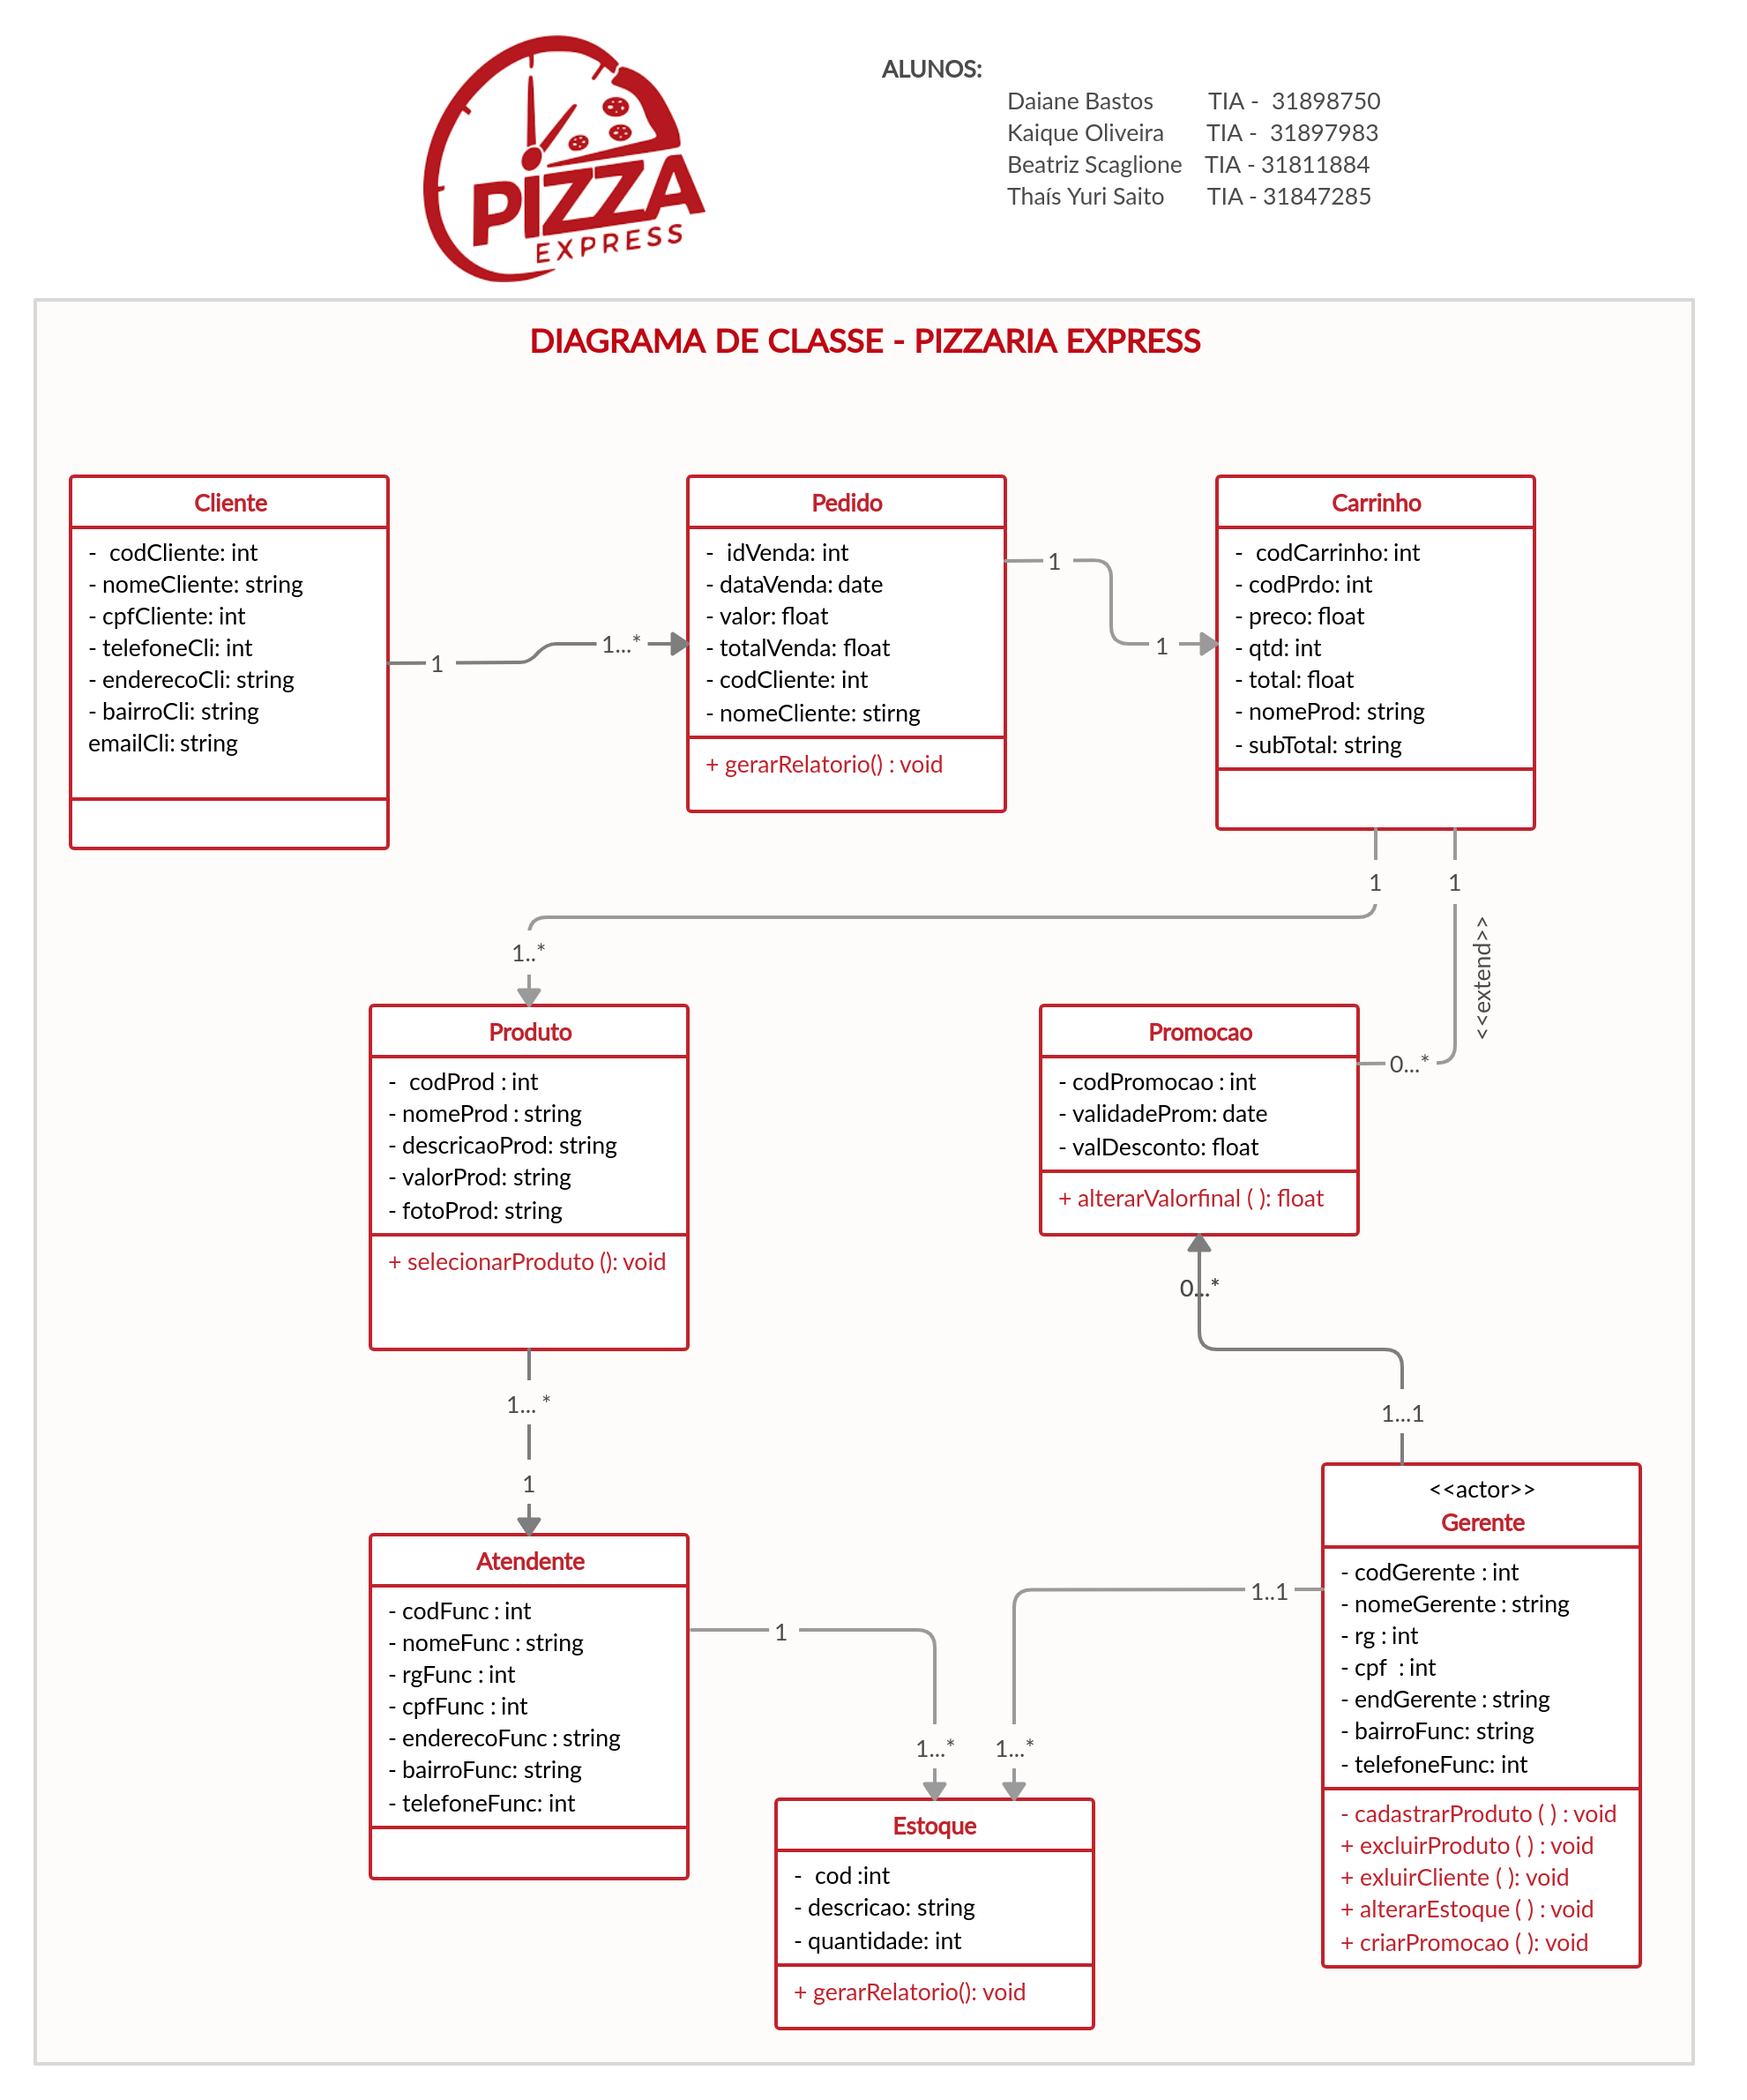 PIZZA
EXPRESS
ALUNOS:
Daiane Bastos TIA - 31898750
Kaique Oliveira TIA - 31897983
Beatriz Scaglione TIA - 31811884
Thaís Yuri Saito TIA - 31847285
DIAGRAMA DE CLASSE - PIZZARIA EXPRESS
Cliente
- codCliente: int
- nomeCliente: string
- cpfCliente: int
- telefoneCli: int
- enderecoCli: string
- bairroCli: string
emailCli: string
1
1...*
Pedido
- idVenda: int
- dataVenda: date
- valor: float
- totalVenda: float
- codCliente: int
- nomeCliente: stirng
+ gerarRelatorio() : void
1
1
Carrinho
- codCarrinho: int
- codPrdo: int
- preco: float
- qtd: int
- total: float
- nomeProd: string
- subTotal: string
1
1
1..*
<<extend>>
0...*
Produto
- codProd : int
- nomeProd : string
- descricaoProd: string
- valorProd: string
- fotoProd: string
+ selecionarProduto (): void
Promocao
- codPromocao : int
- validadeProm: date
- valDesconto: float
+ alterarValorfinal ( ): float
0...*
1...1
1... *
1
Atendente
- codFunc : int
- nomeFunc : string
- rgFunc : int
- cpfFunc : int
- enderecoFunc : string
- bairroFunc: string
- telefoneFunc: int
1
1...*
1...*
1..1
<<actor>>
Gerente
- codGerente : int
- nomeGerente : string
- rg : int
- cpf : int
- endGerente : string
- bairroFunc: string
- telefoneFunc: int
- cadastrarProduto ( ) : void
+ excluirProduto ( ) : void
+ exluirCliente ( ): void
+ alterarEstoque ( ) : void
+ criarPromocao ( ): void
Estoque
- cod :int
- descricao: string
- quantidade: int
+ gerarRelatorio(): void